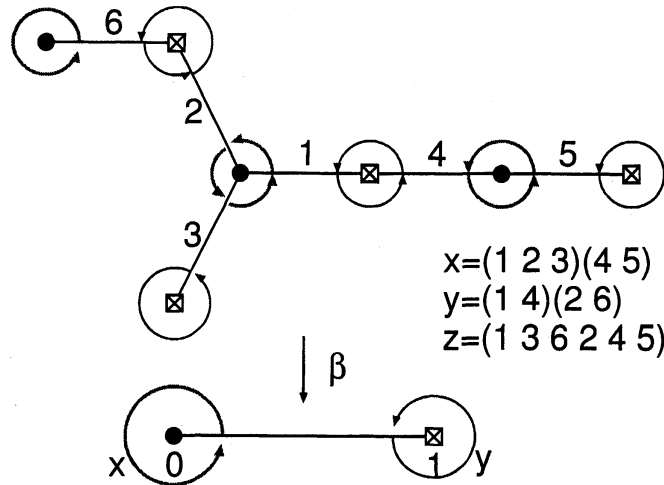 6
2
1 4 5
3
x=(1 2 3)(4 5)
y=(1 4)(2 6)
z=(1 3 6 2 4 5)
β
x 0 1 y